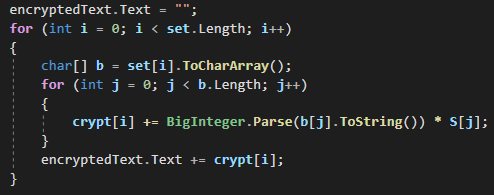 encryptedText.Text = "";
for (int i = 0; i < set.Length; i++)
{
    char[] b = set[i].ToCharArray();
    for (int j = 0; j < b.Length; j++)
    {
        crypt[i] += BigInteger.Parse(b[j].ToString()) * S[j];
    }
    encryptedText.Text += crypt[i];
}